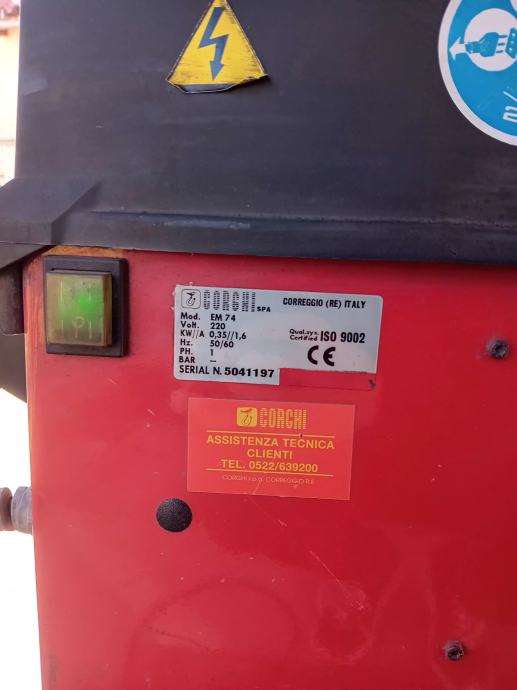 CORGHI SPA CORREGGIO (RE) ITALY
Mod. EM 74
Volt. 220
KW//A 0,35//1,6 Qual.sys. Certified ISO 9002
Hz. 50/60
PH. 1 CE
BAR --
SERIAL N. 5041197
CORGHI
ASSISTENZA TECNICA
CLIENTI
TEL. 0522/639200
CORGHI s.p.a. CORREGGIO R.E.